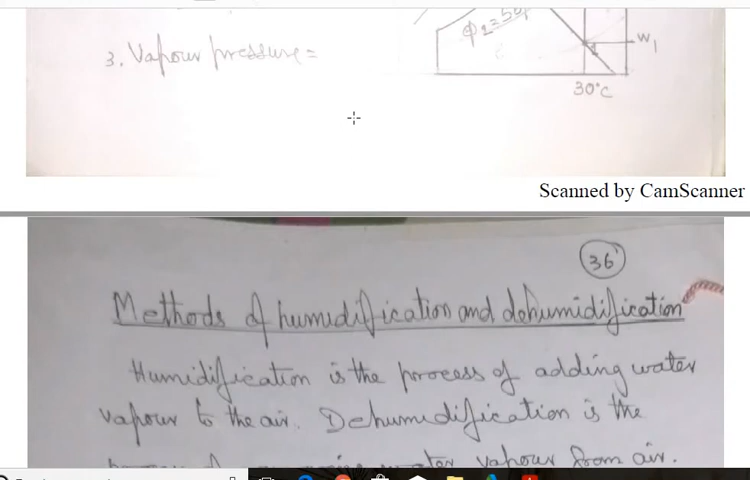 φ2=50%
W1
3. Vapour pressure =
30°C
Scanned by CamScanner
36
Methods of humidification and dehumidification
Humidification is the process of adding water
vapour to the air. Dehumidification is the
water vapour from air.